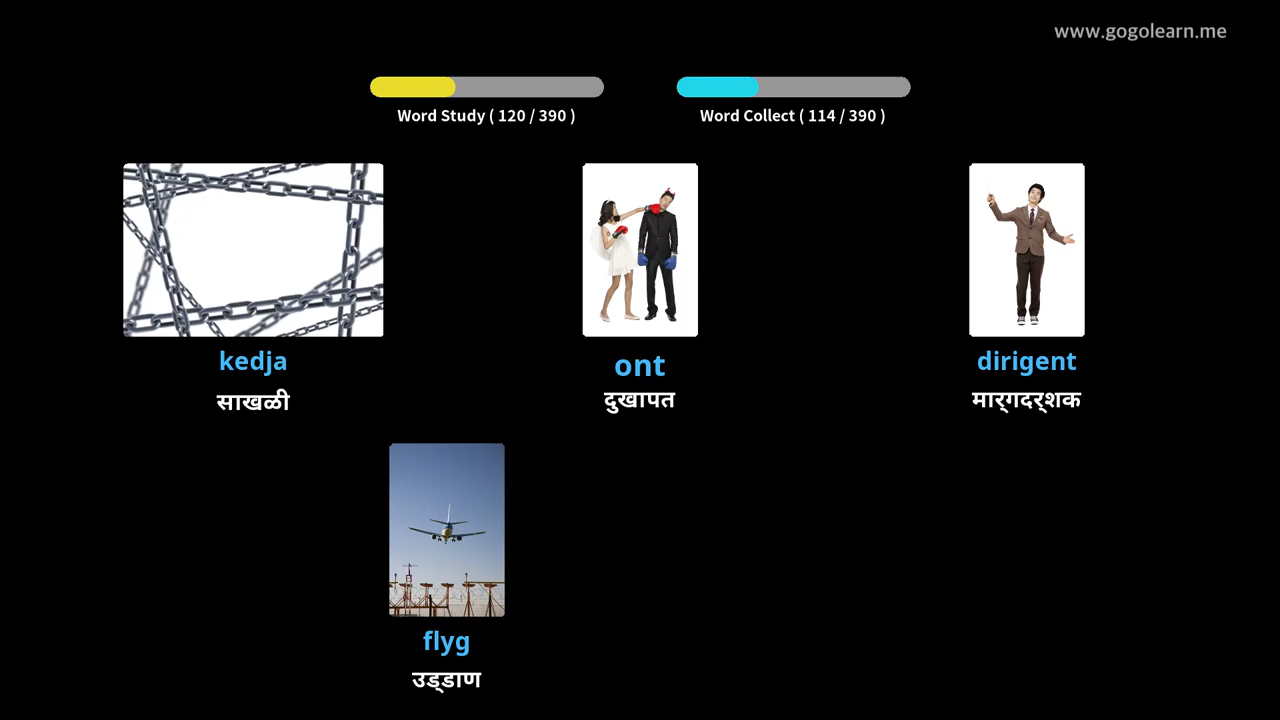 www.gogolearn.me
Word Study ( 120 / 390 )
Word Collect ( 114 / 390 )
kedja
साखळी
ont
दुखापत
dirigent
मार्गदर्शक
flyg
उड्डाण